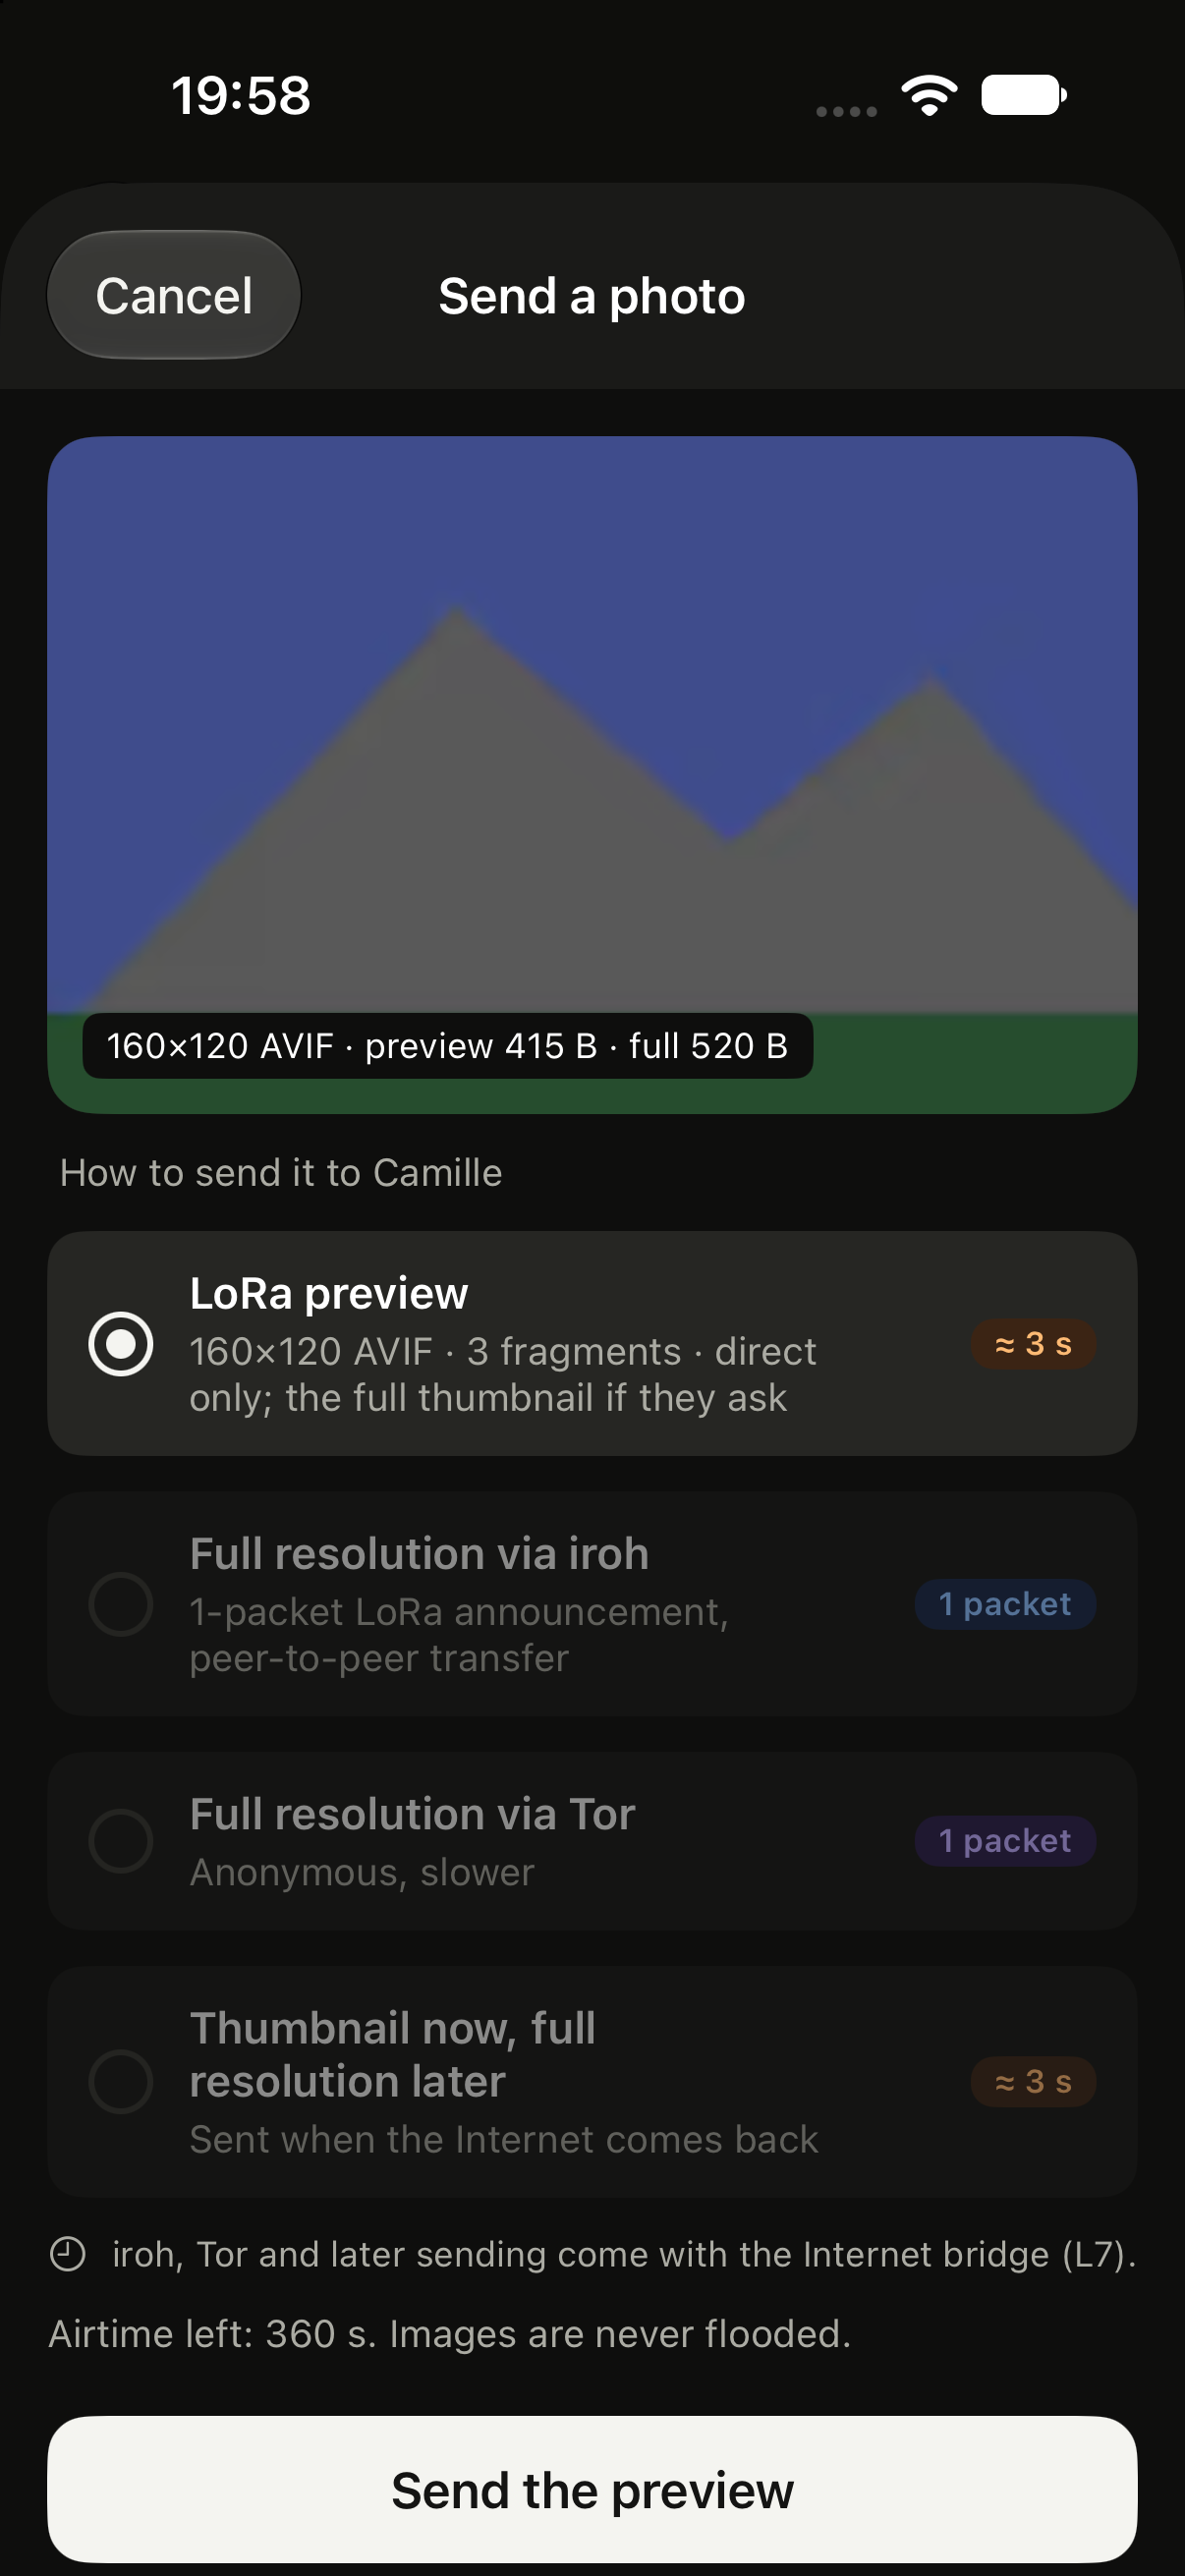 19:58
Cancel
Send a photo
160×120 AVIF · preview 415 B · full 520 B
How to send it to Camille
LoRa preview
160×120 AVIF · 3 fragments · direct
only; the full thumbnail if they ask
≈ 3 s
Full resolution via iroh
1-packet LoRa announcement,
peer-to-peer transfer
1 packet
Full resolution via Tor
Anonymous, slower
1 packet
Thumbnail now, full
resolution later
Sent when the Internet comes back
≈ 3 s
iroh, Tor and later sending come with the Internet bridge (L7).
Airtime left: 360 s. Images are never flooded.
Send the preview